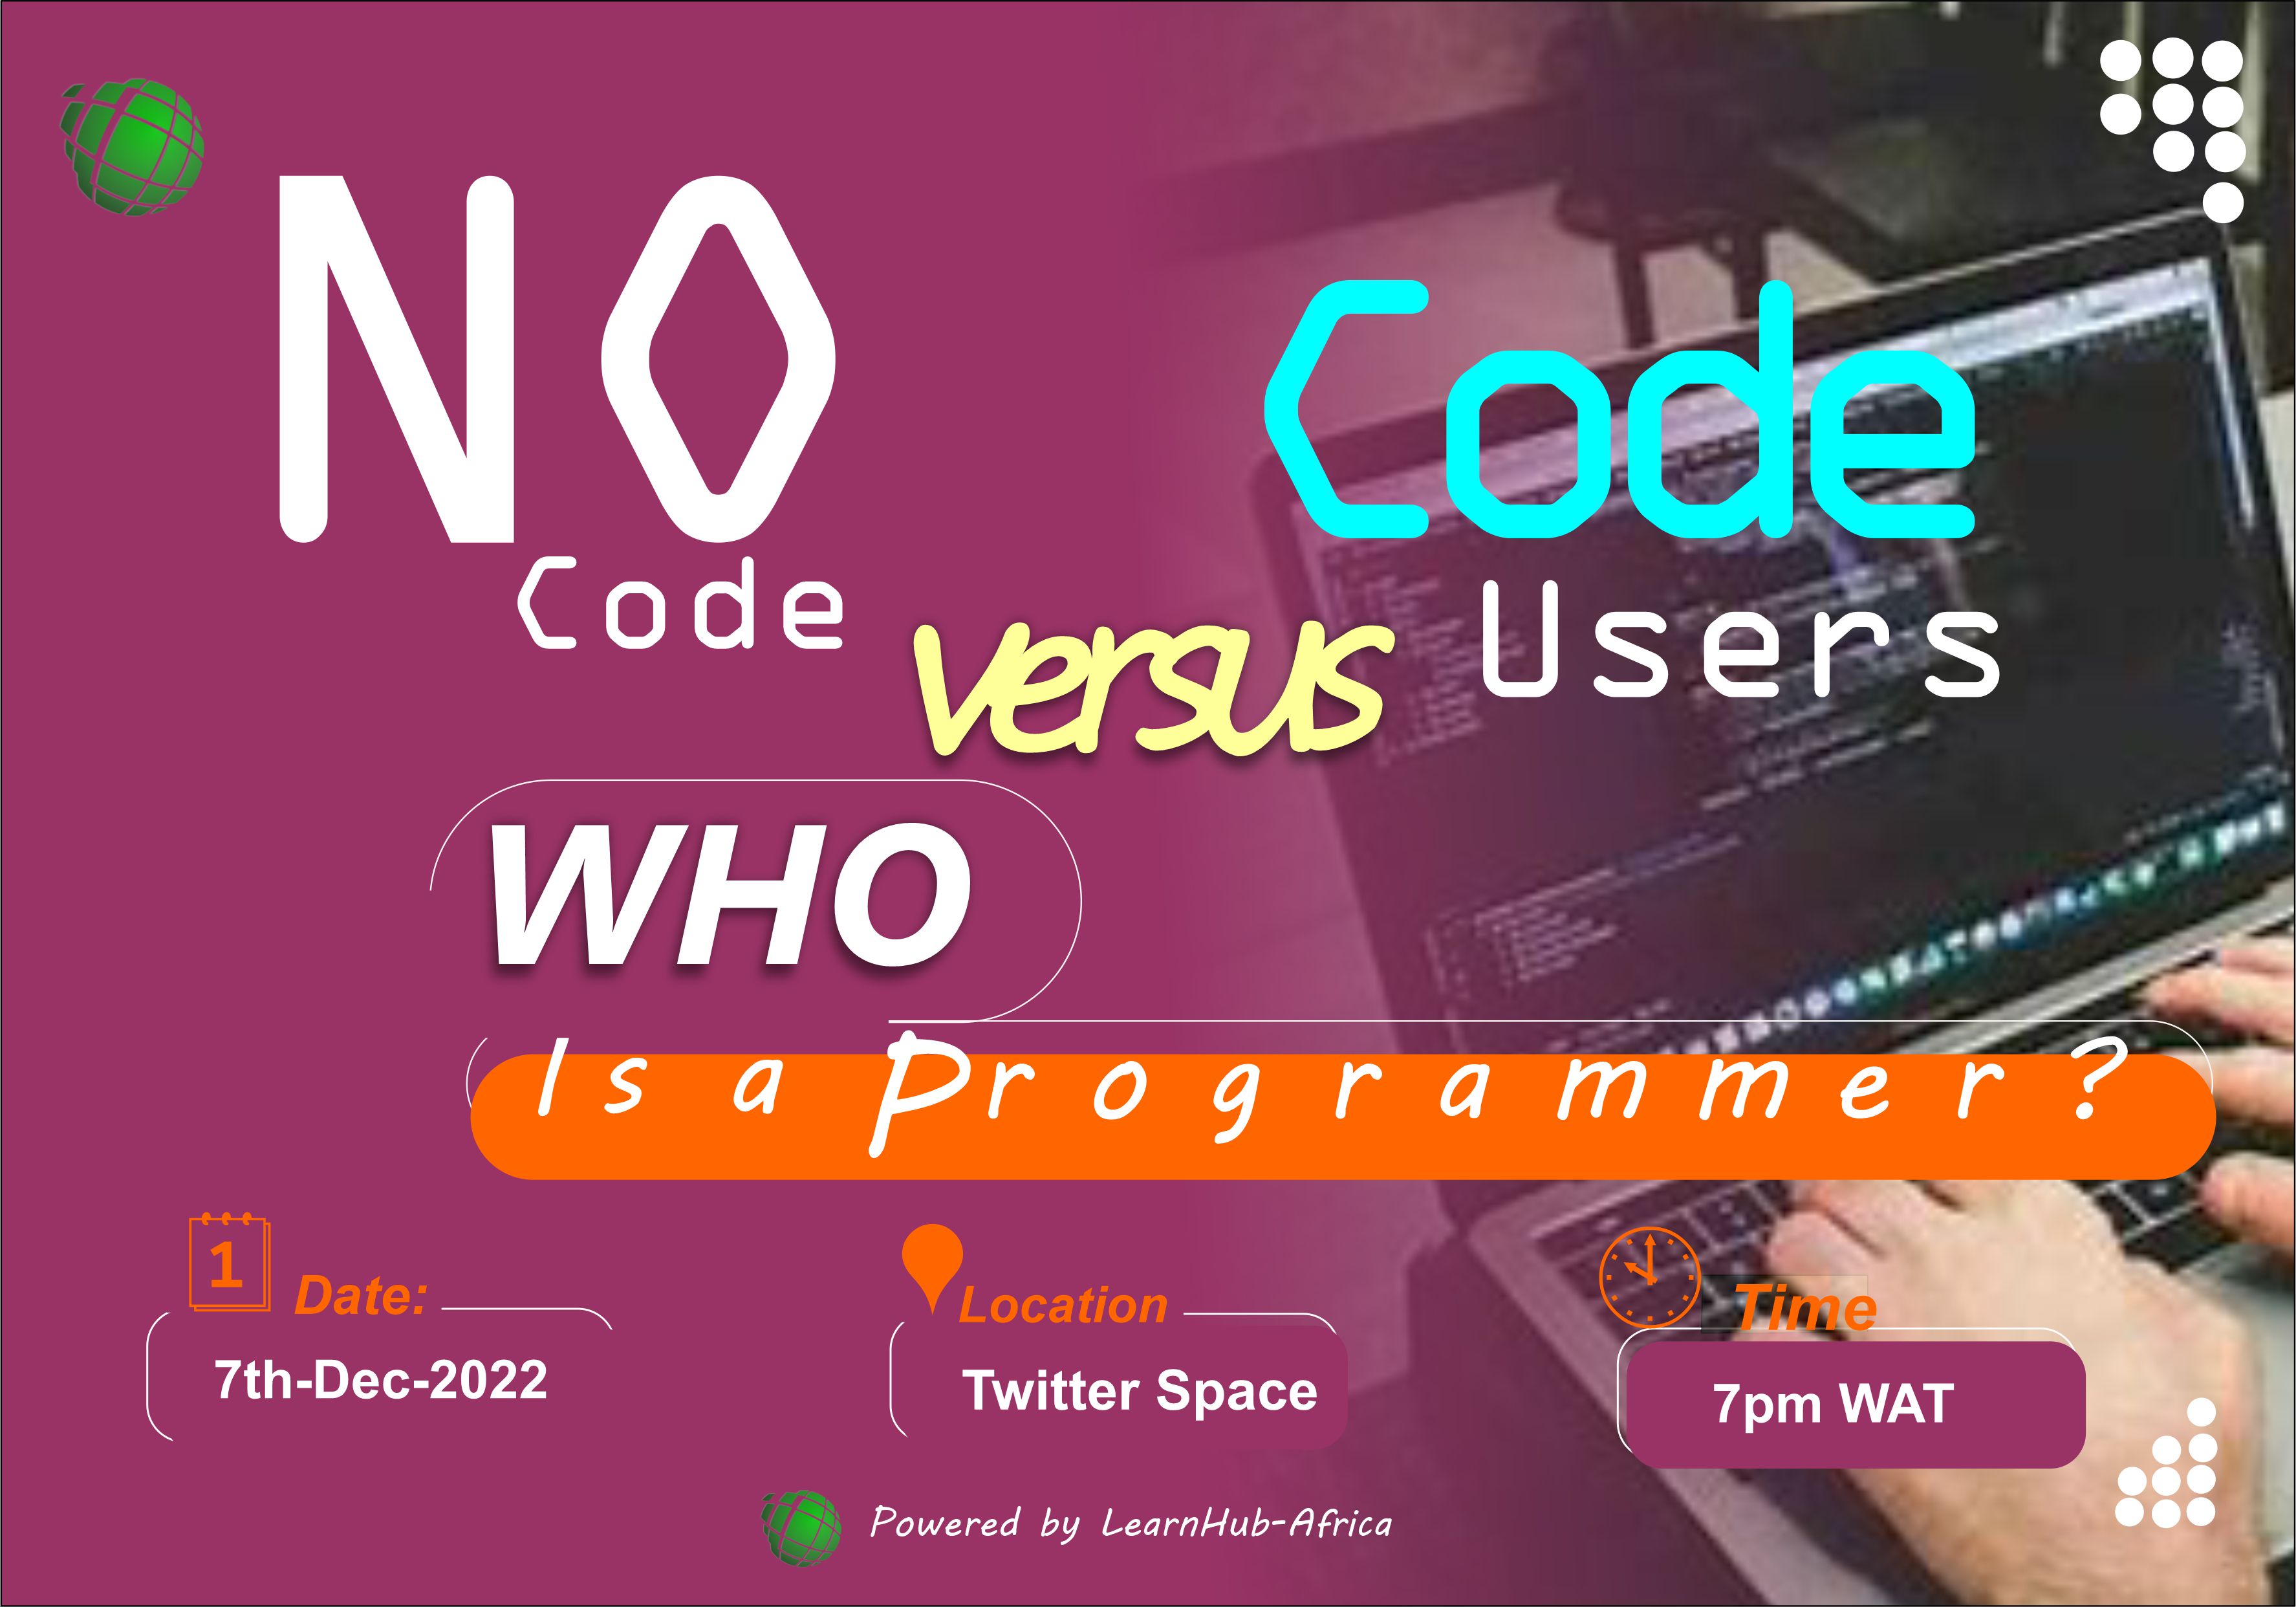 NO
Code
versus
Code
Users
WHO
Is a Programmer?
1
Date:
7th-Dec-2022
Location
Twitter Space
Time
7pm WAT
Powered by LearnHub-Africa